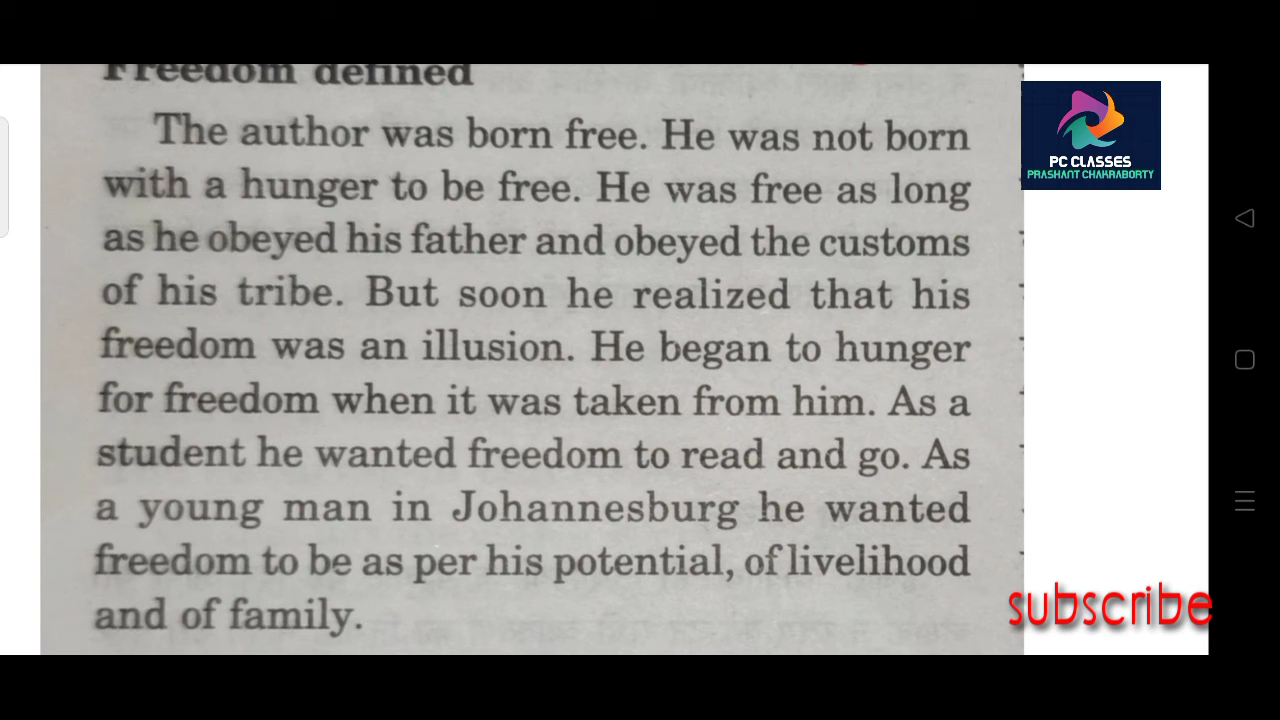 Freedom defined
The author was born free. He was not born
with a hunger to be free. He was free as long
as he obeyed his father and obeyed the customs
of his tribe. But soon he realized that his
freedom was an illusion. He began to hunger
for freedom when it was taken from him. As a
student he wanted freedom to read and go. As
a young man in Johannesburg he wanted
freedom to be as per his potential, of livelihood
and of family.
PC CLASSES
PRASHANT CHAKRABORTY
subscribe